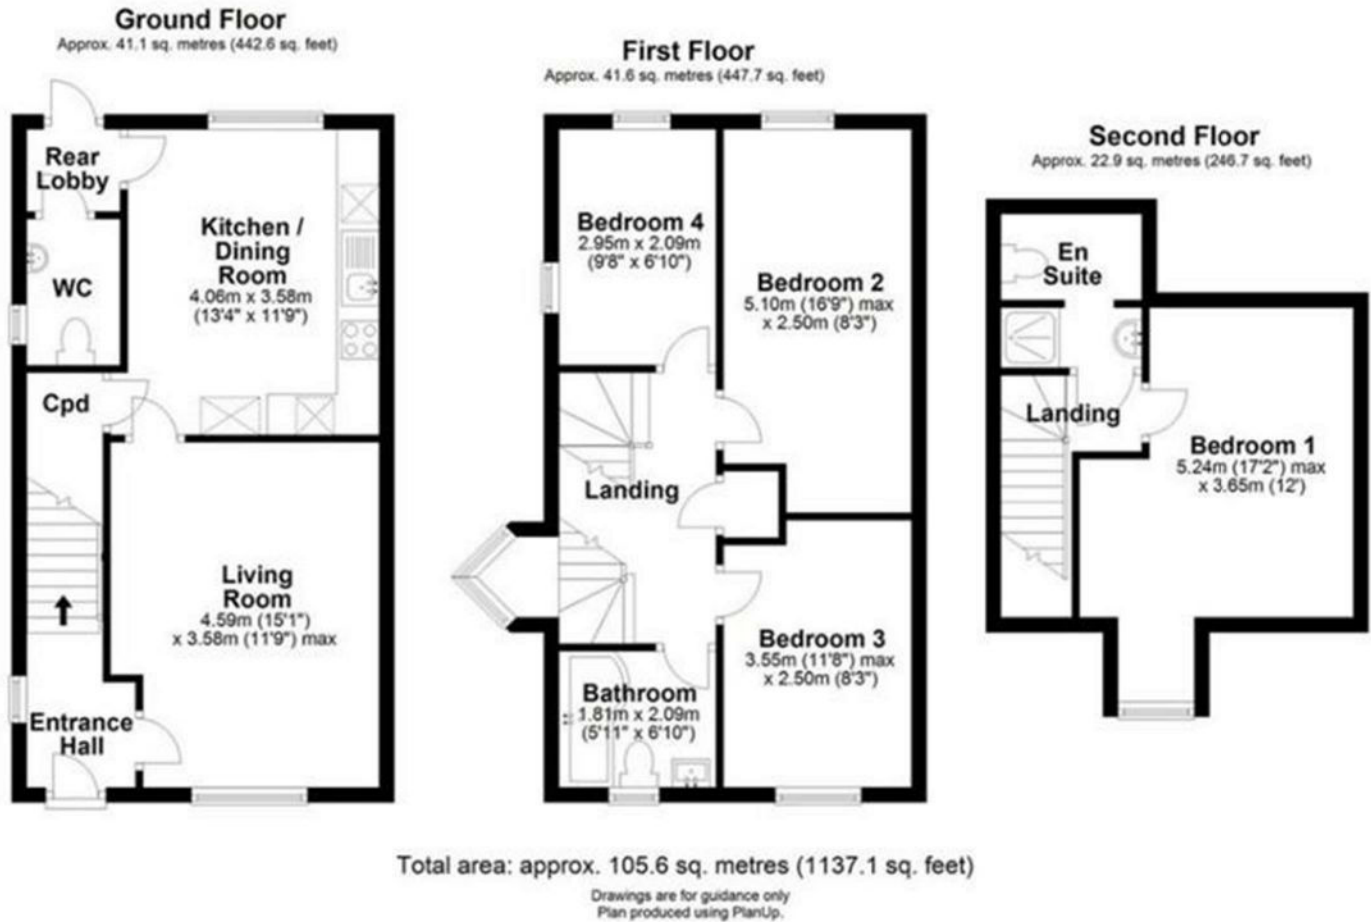 Ground Floor
Approx. 41.1 sq. metres (442.6 sq. feet)
Rear
Lobby
WC
Kitchen /
Dining
Room
4.06m x 3.58m
(13'4" x 11'9")
Cpd
Living
Room
4.59m (15'1")
x 3.58m (11'9") max
Entrance
Hall
First Floor
Approx. 41.6 sq. metres (447.7 sq. feet)
Bedroom 4
2.95m x 2.09m
(9'8" x 6'10")
Bedroom 2
5.10m (16'9") max
x 2.50m (8'3")
Landing
Bedroom 3
3.55m (11'8") max
x 2.50m (8'3")
Bathroom
1.81m x 2.09m
(5'11" x 6'10")
Second Floor
Approx. 22.9 sq. metres (246.7 sq. feet)
En
Suite
Landing
Bedroom 1
5.24m (17'2") max
x 3.65m (12')
Total area: approx. 105.6 sq. metres (1137.1 sq. feet)
Drawings are for guidance only
Plan produced using PlanUp.